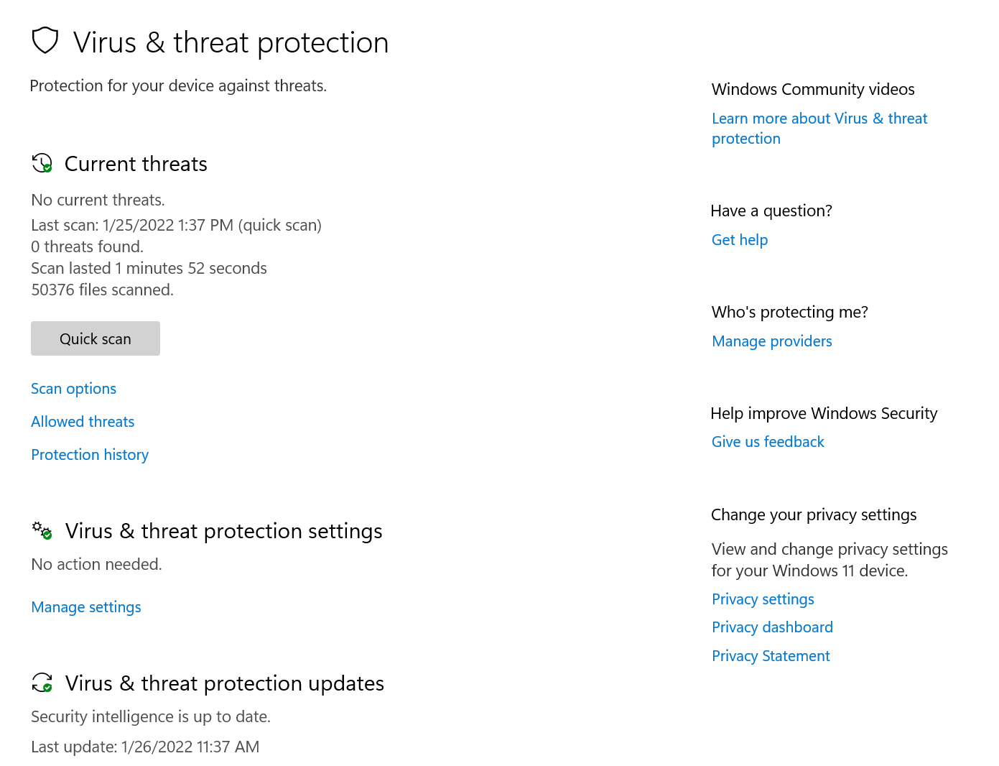 Virus & threat protection
Protection for your device against threats.
Current threats
No current threats.
Last scan: 1/25/2022 1:37 PM (quick scan)
0 threats found.
Scan lasted 1 minutes 52 seconds
50376 files scanned.
Quick scan
Scan options
Allowed threats
Protection history
Virus & threat protection settings
No action needed.
Manage settings
Virus & threat protection updates
Security intelligence is up to date.
Last update: 1/26/2022 11:37 AM
Windows Community videos
Learn more about Virus & threat
protection
Have a question?
Get help
Who's protecting me?
Manage providers
Help improve Windows Security
Give us feedback
Change your privacy settings
View and change privacy settings
for your Windows 11 device.
Privacy settings
Privacy dashboard
Privacy Statement